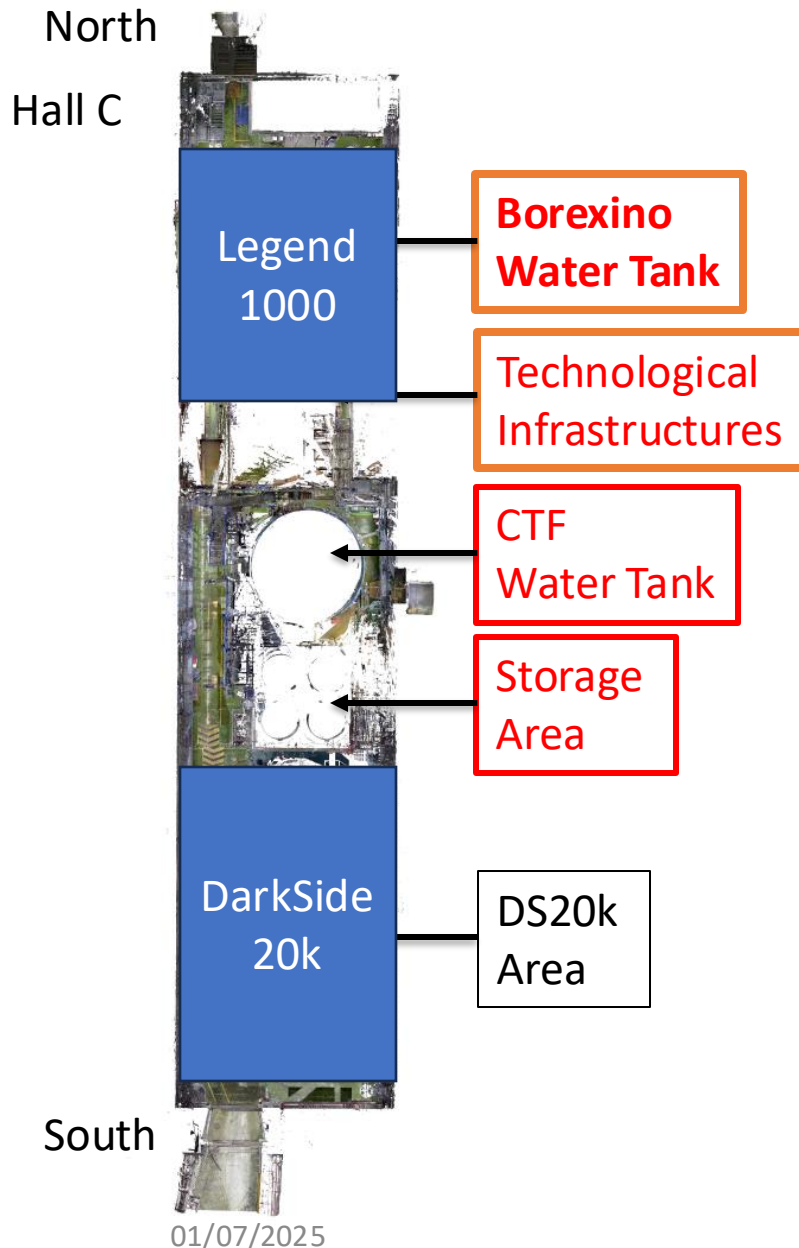 North
Hall C
Legend
1000
Borexino
Water Tank
Technological
Infrastructures
CTF
Water Tank
Storage
Area
DarkSide
20k
DS20k
Area
South
01/07/2025